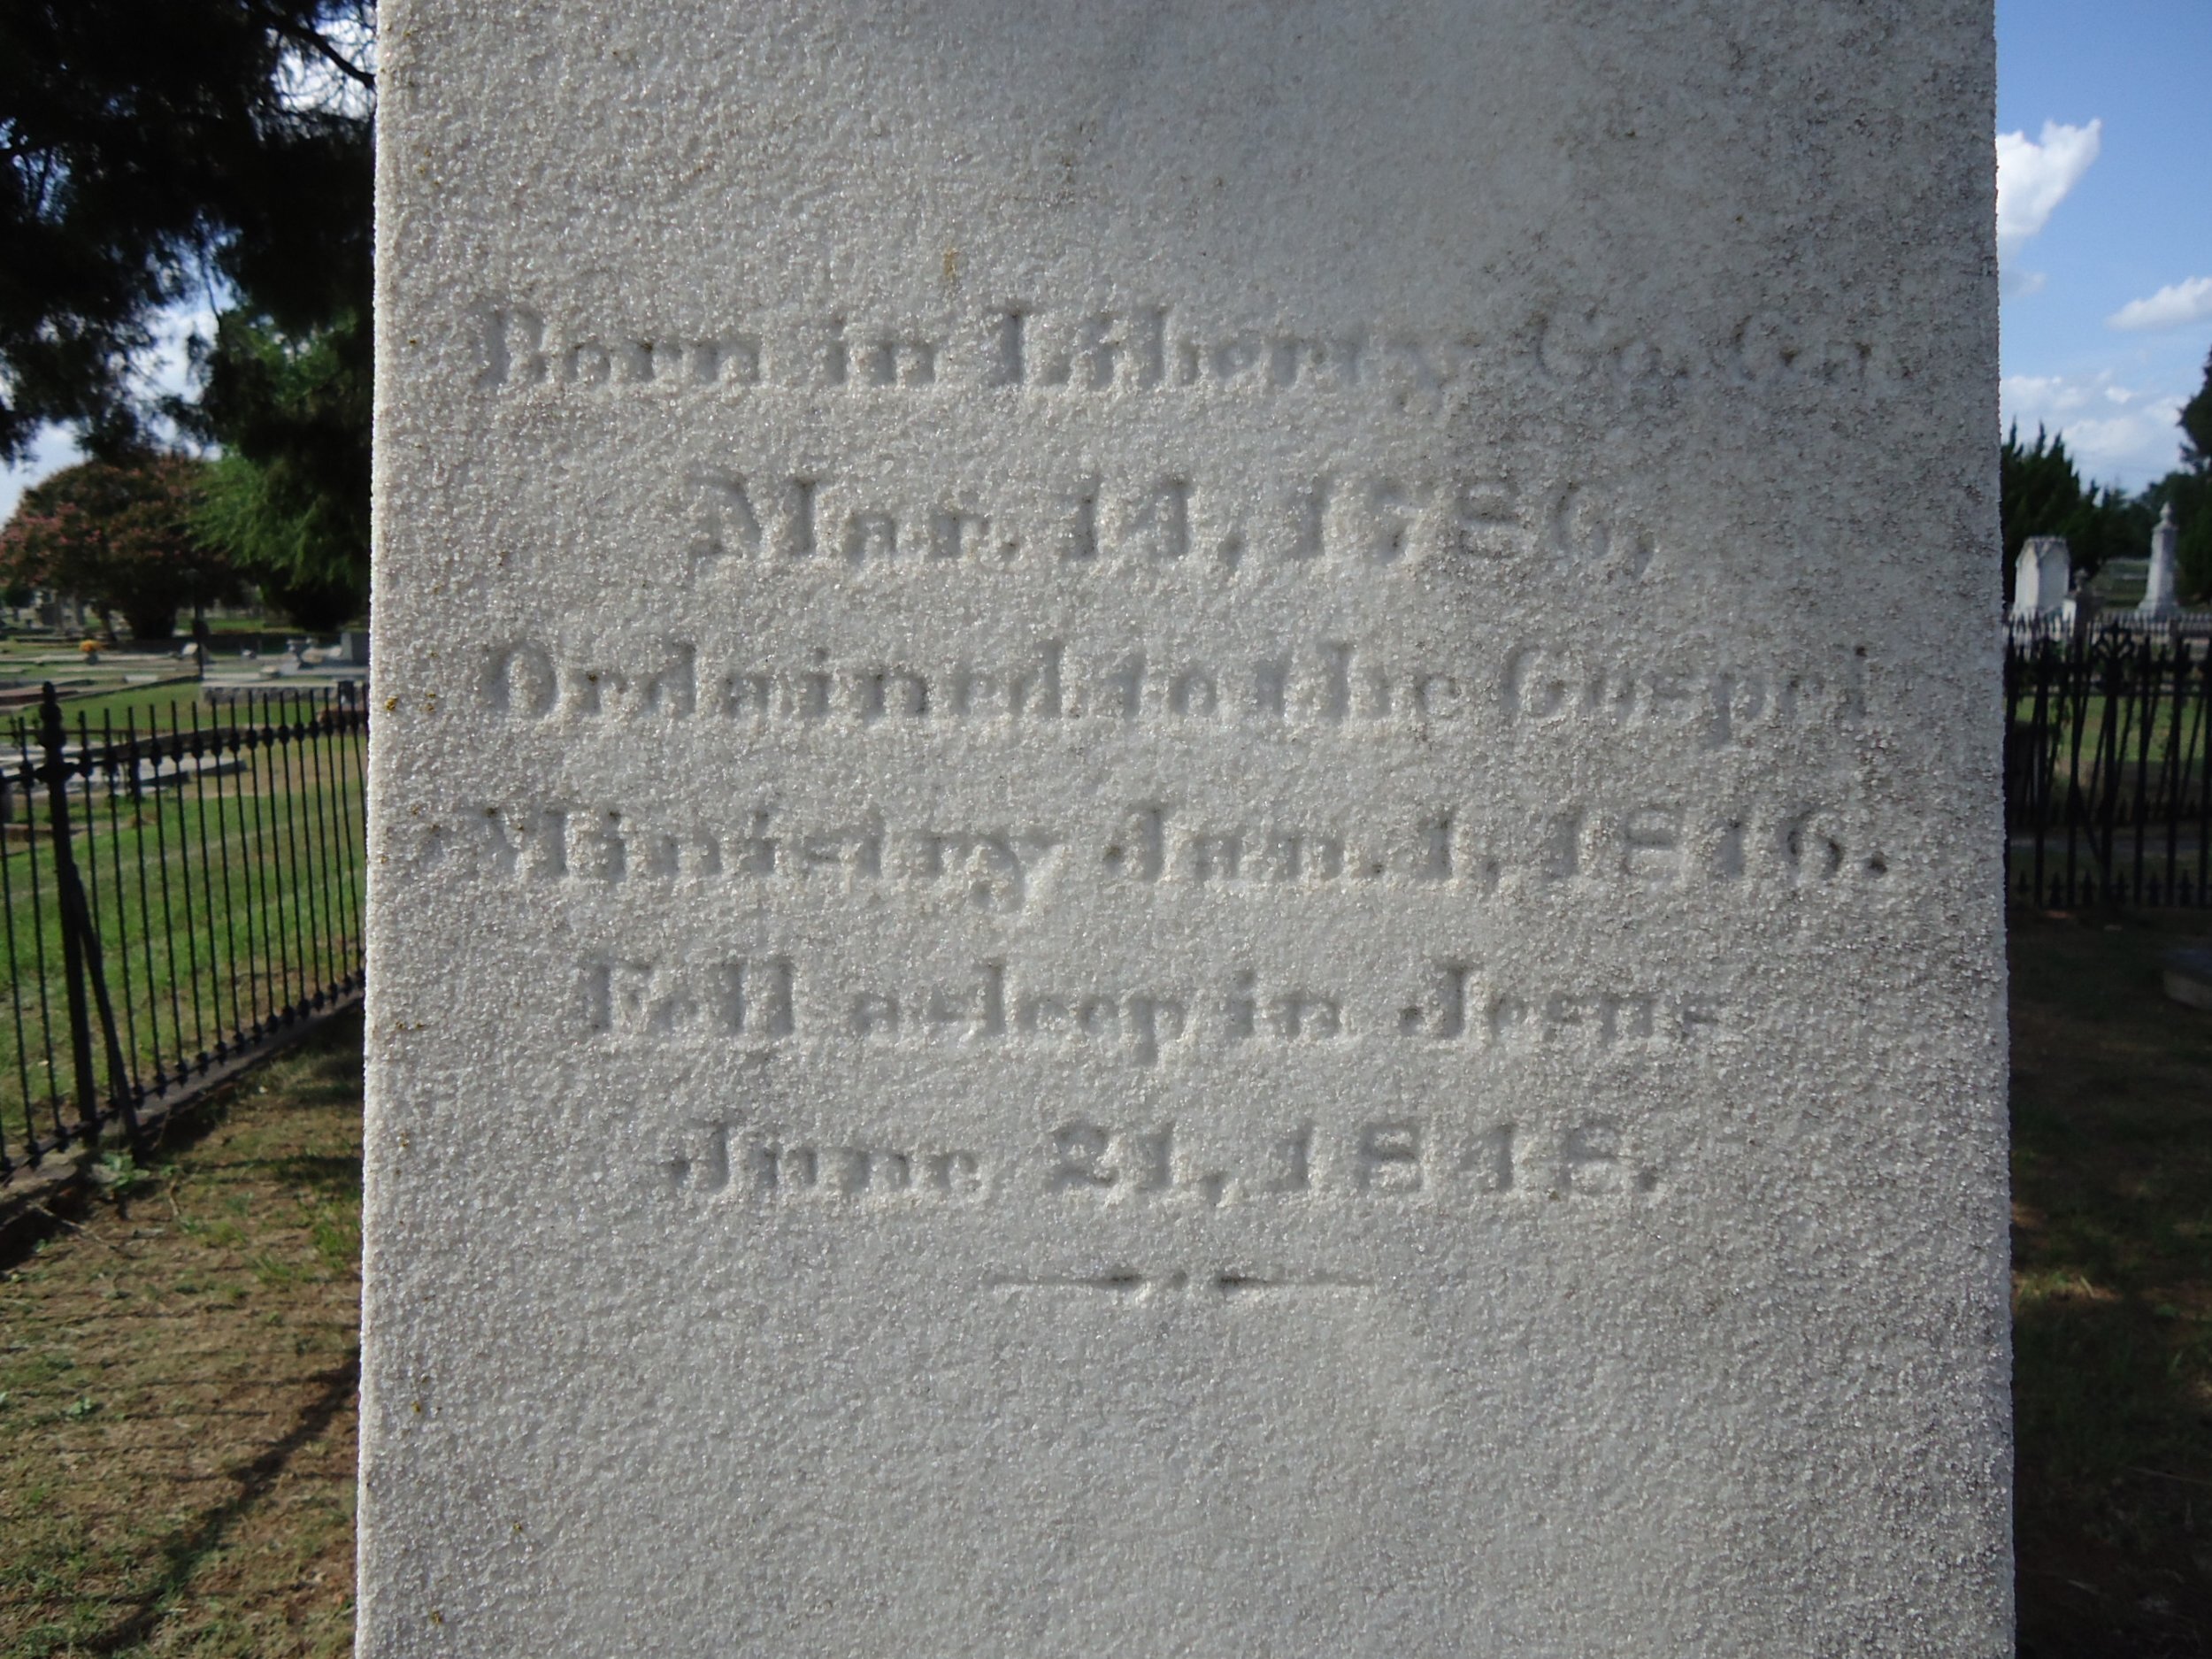 Born in Liberty Co. Ga.
Mar. 14, 1786,
Ordained to the Gospel
Ministry Jan. 1, 1816.
Fell asleep in Jesus
June 21, 1848.